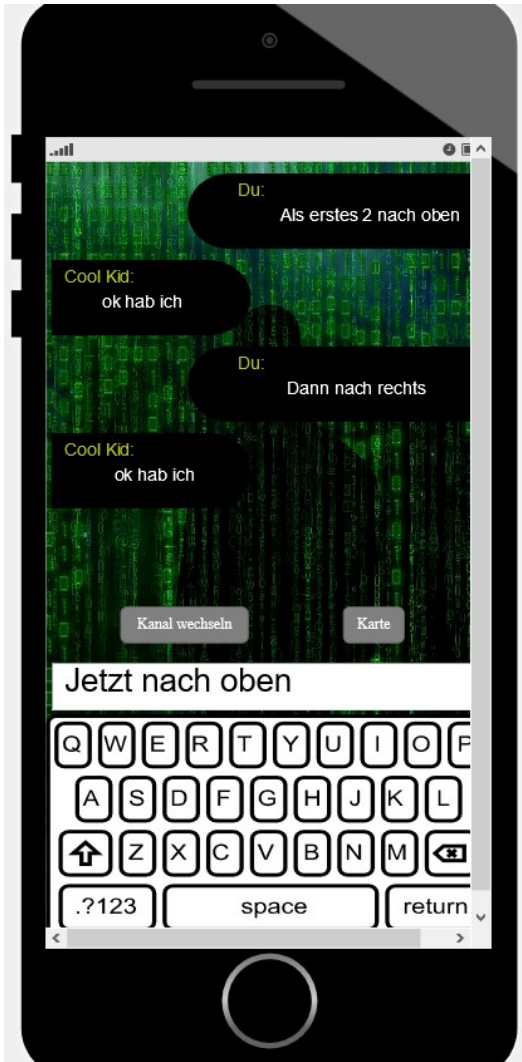 Du:
Als erstes 2 nach oben
Cool Kid:
ok hab ich
Du:
Dann nach rechts
Cool Kid:
ok hab ich
Kanal wechseln
Karte
Jetzt nach oben
Q W E R T Y U I O P
A S D F G H J K L
Z X C V B N M
.?123 space return